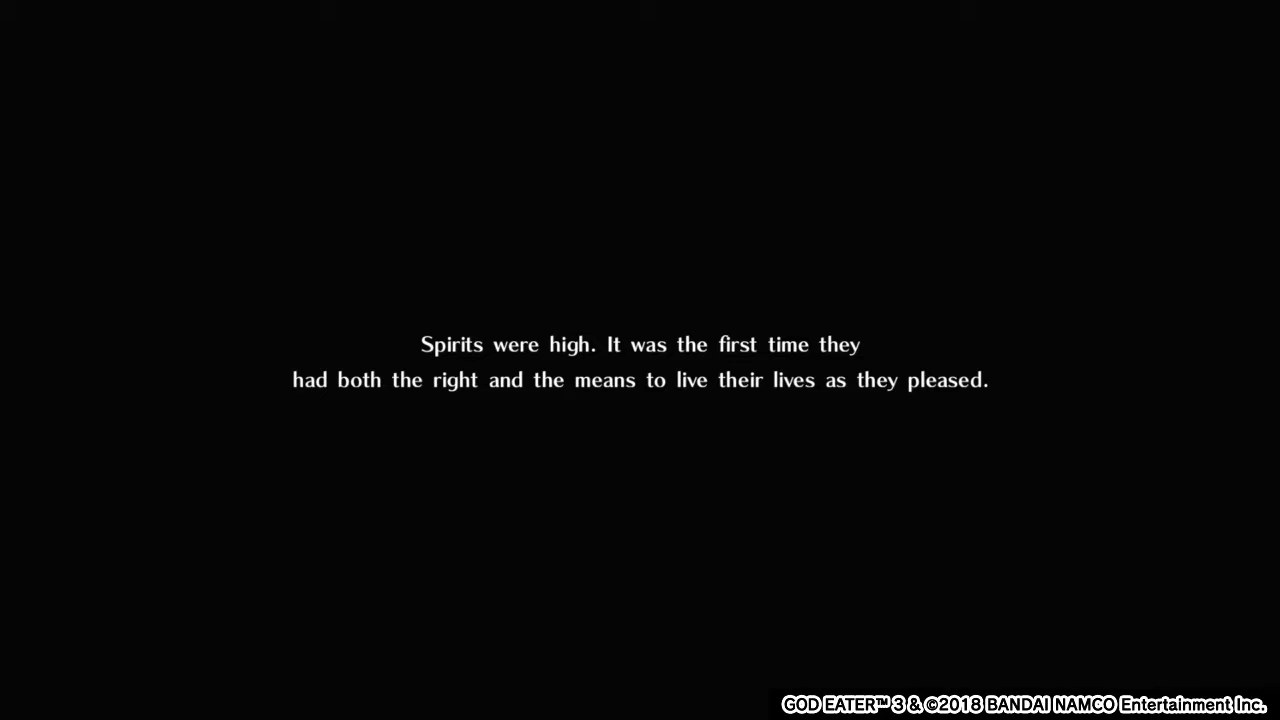 Spirits were high. It was the first time they
had both the right and the means to live their lives as they pleased.
GOD EATER™ 3 & ©2018 BANDAI NAMCO Entertainment Inc.